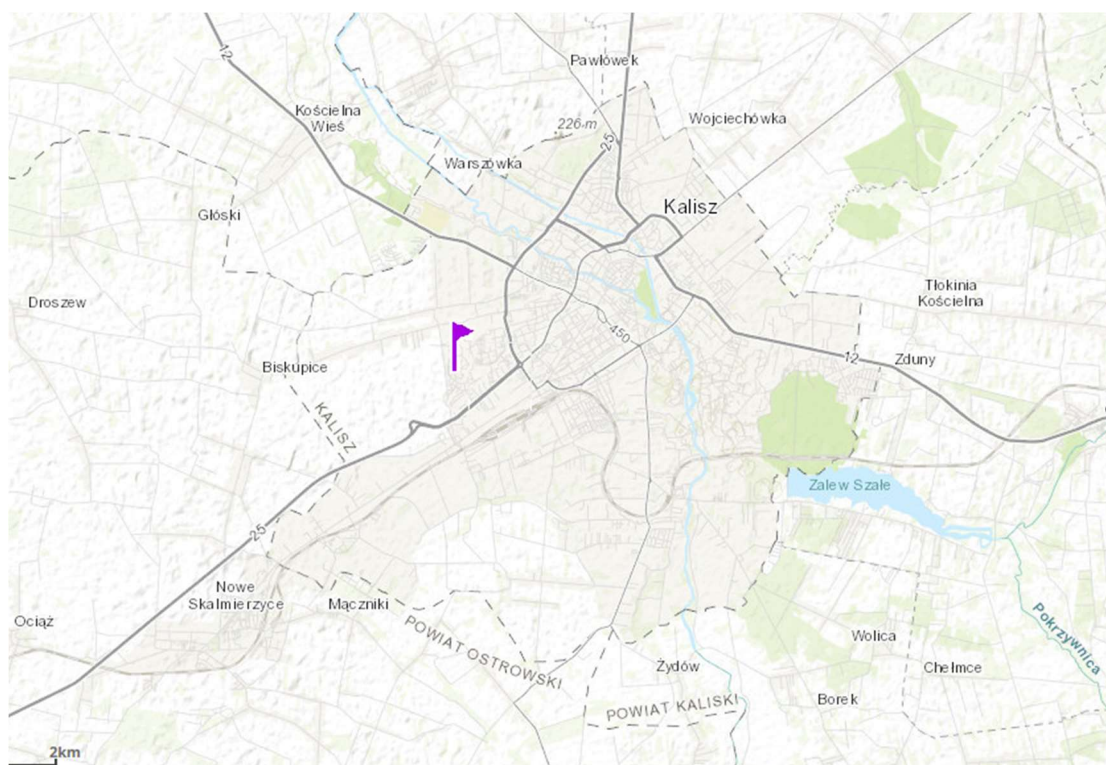 12
Pawłówek
Kościelna
Wieś
226-m
Wojciechówka
25
Warszówka
Kalisz
Głóski
Tłokinia
Kościelna
Droszew
450
12
Zduny
Biskupice
KALISZ
Zalew Szałe
25
Nowe
Skalmierzyce
Mączniki
Ociąż
POWIAT OSTROWSKI
Pokrzywnica
Wolica
Żydów
Chełmce
Borek
POWIAT KALISKI
2km